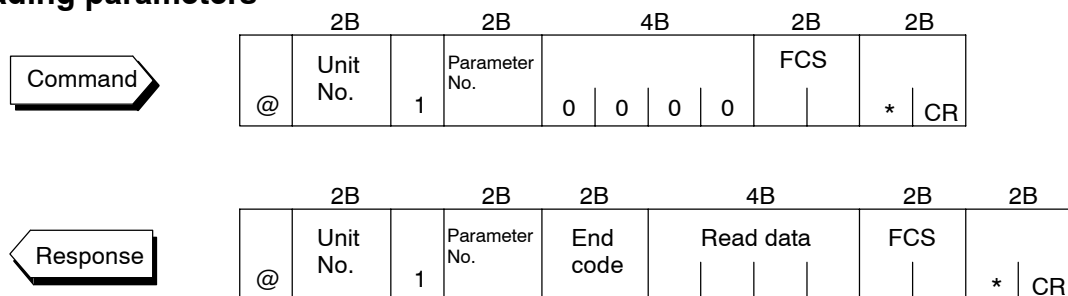 ading parameters
2B 2B 4B 2B 2B
Command
@ Unit No. 1 Parameter No. 0 0 0 0 FCS * CR
2B 2B 2B 4B 2B 2B
Response
@ Unit No. 1 Parameter No. End code Read data FCS * CR